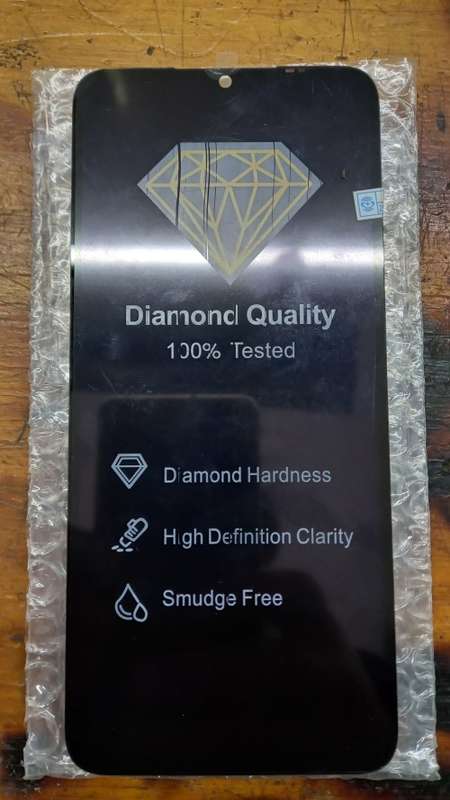 Diamond Quality
100% Tested
Diamond Hardness
High Definition Clarity
Smudge Free